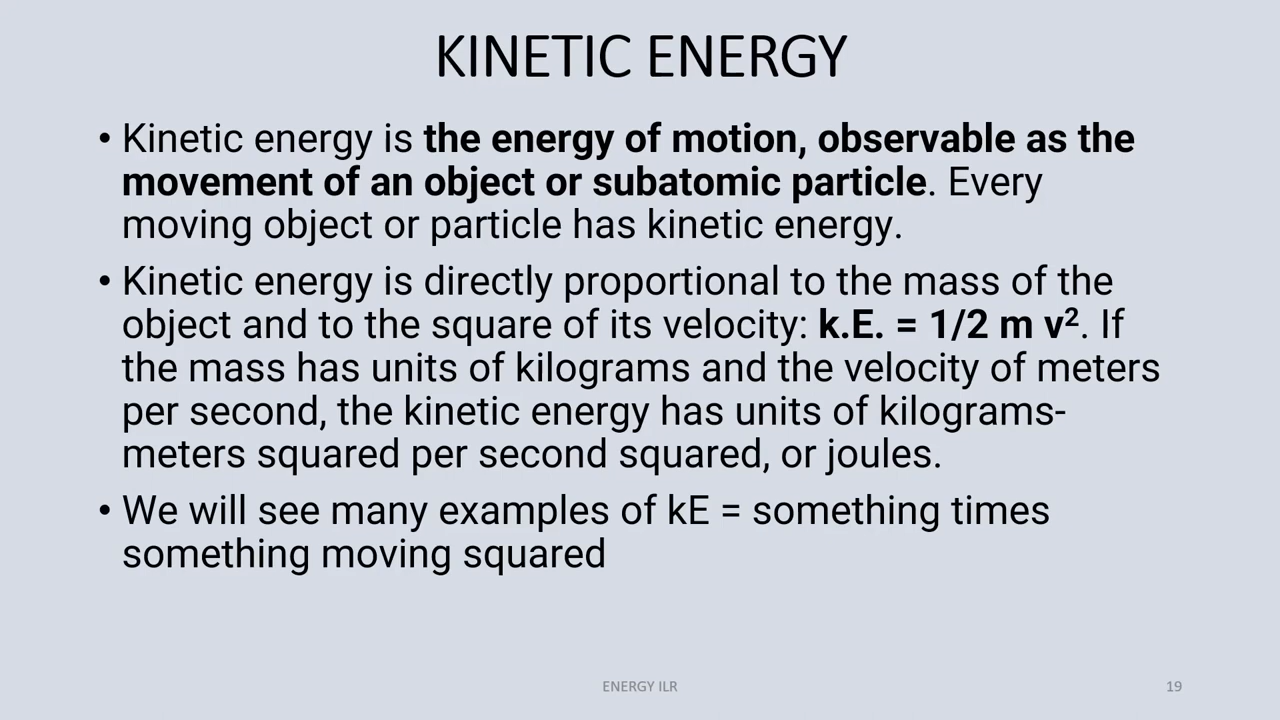 KINETIC ENERGY
• Kinetic energy is the energy of motion, observable as the
movement of an object or subatomic particle. Every
moving object or particle has kinetic energy.
• Kinetic energy is directly proportional to the mass of the
object and to the square of its velocity: k.E. = 1/2 m v². If
the mass has units of kilograms and the velocity of meters
per second, the kinetic energy has units of kilograms-
meters squared per second squared, or joules.
• We will see many examples of kE = something times
something moving squared
ENERGY ILR
19